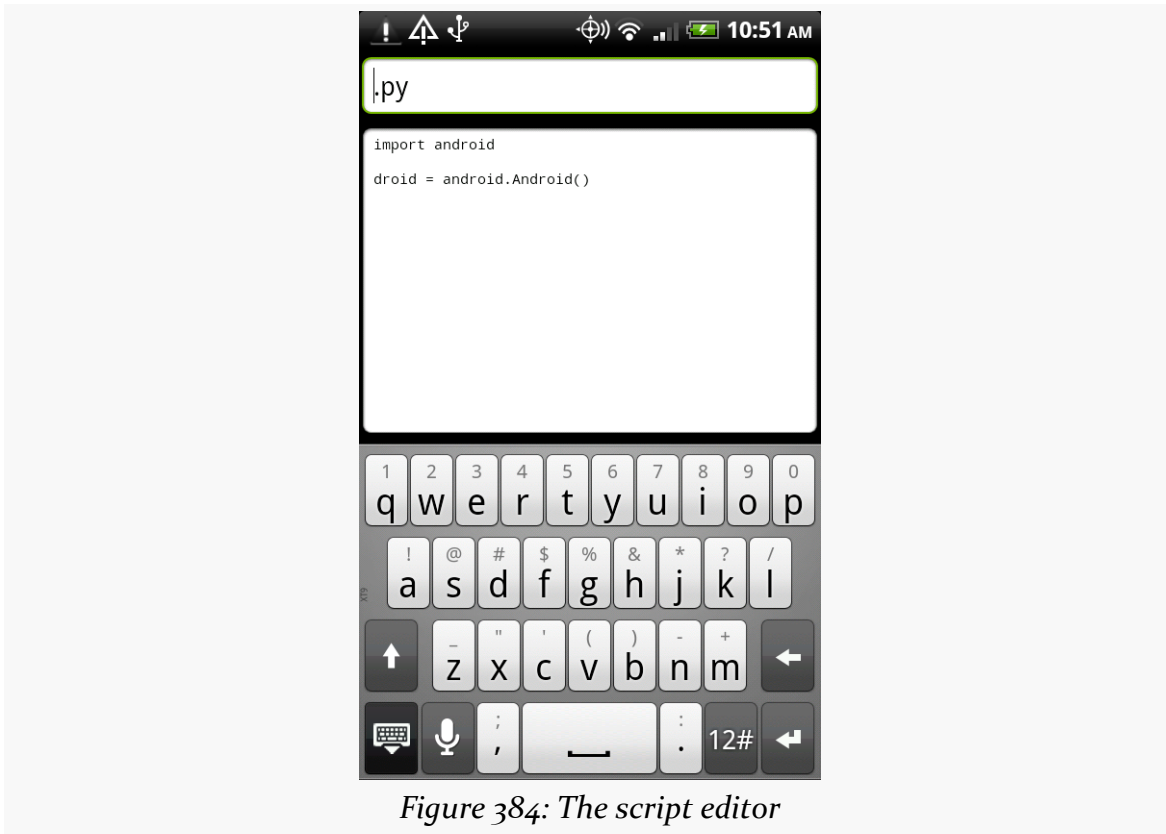 10:51 AM
.py
import android
droid = android.Android()
1 2 3 4 5 6 7 8 9 0
q w e r t y u i o p
! @ # $ % & * ? /
a s d f g h j k l
XT9
_ " ' ( ) - +
z x c v b n m
; :
, . 12#
Figure 384: The script editor